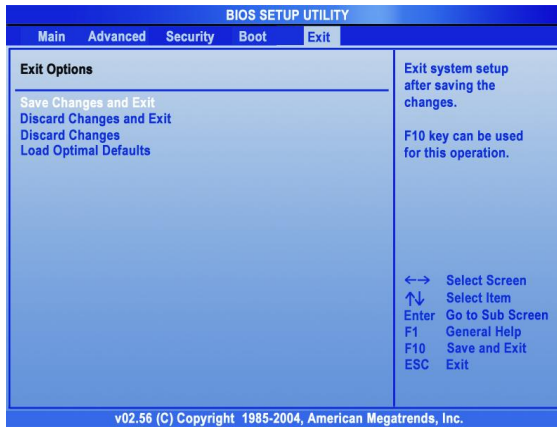 BIOS SETUP UTILITY
Main Advanced Security Boot Exit
Exit Options
Save Changes and Exit
Discard Changes and Exit
Discard Changes
Load Optimal Defaults
Exit system setup
after saving the
changes.
F10 key can be used
for this operation.
←→ Select Screen
↑↓ Select Item
Enter Go to Sub Screen
F1 General Help
F10 Save and Exit
ESC Exit
v02.56 (C) Copyright 1985-2004, American Megatrends, Inc.